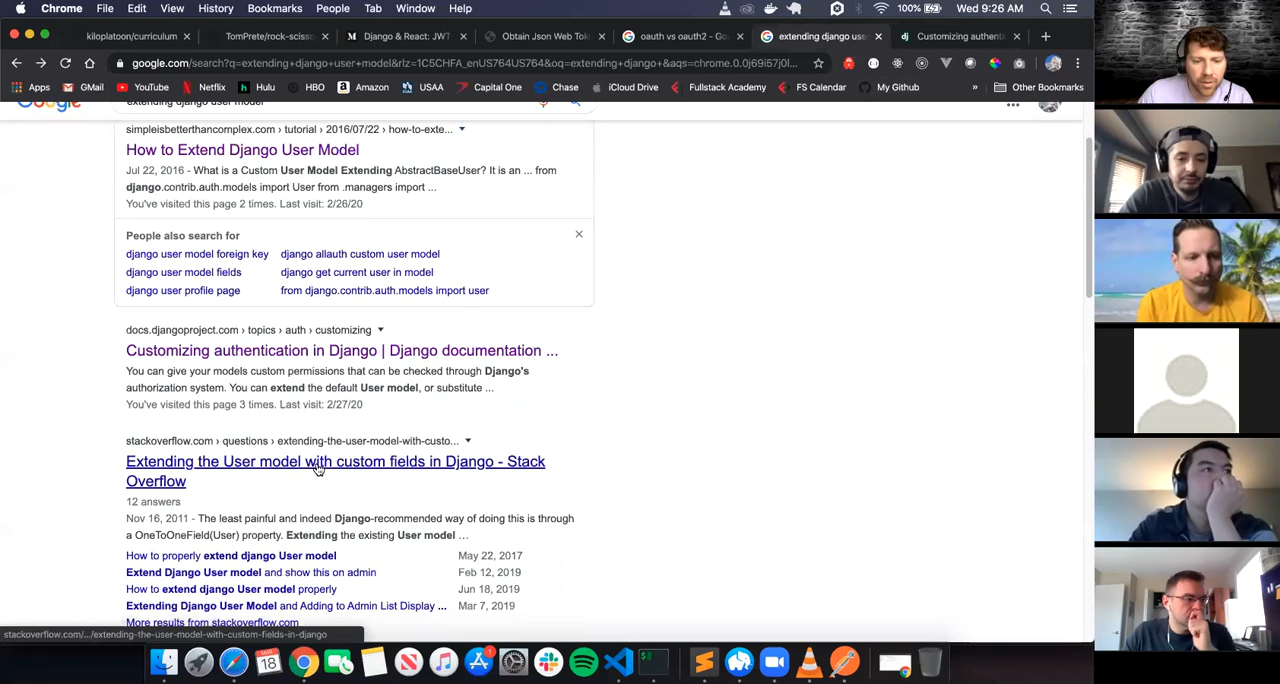 Chrome File Edit View History Bookmarks People Tab Window Help 100% Wed 9:26 AM
kiloplatoon/curriculum TomPrete/rock-scisso Django & React: JWT Obtain Json Web Tok oauth vs oauth2 - Go extending django use Customizing authenti
google.com/search?q=extending+django+user+model&rlz=1C5CHFA_enUS764US764&oq=extending+django+&aqs=chrome.0.0j69i57j0l...
Apps GMail YouTube Netflix Hulu HBO Amazon USAA Capital One Chase iCloud Drive Fullstack Academy FS Calendar My Github » Other Bookmarks
extending django user model
simpleisbetterthancomplex.com › tutorial › 2016/07/22 › how-to-exte...
How to Extend Django User Model
Jul 22, 2016 - What is a Custom User Model Extending AbstractBaseUser? It is an ... from
django.contrib.auth.models import User from .managers import ...
You've visited this page 2 times. Last visit: 2/26/20
People also search for
django user model foreign key django allauth custom user model
django user model fields django get current user in model
django user profile page from django.contrib.auth.models import user
docs.djangoproject.com › topics › auth › customizing
Customizing authentication in Django | Django documentation ...
You can give your models custom permissions that can be checked through Django's
authorization system. You can extend the default User model, or substitute ...
You've visited this page 3 times. Last visit: 2/27/20
stackoverflow.com › questions › extending-the-user-model-with-custo...
Extending the User model with custom fields in Django - Stack
Overflow
12 answers
Nov 16, 2011 - The least painful and indeed Django-recommended way of doing this is through
a OneToOneField(User) property. Extending the existing User model ...
How to properly extend django User model May 22, 2017
Extend Django User Model and show this on admin Feb 12, 2019
How to extend django User model properly Jun 18, 2019
Extending Django User Model and Adding to Admin List Display ... Mar 7, 2019
More results from stackoverflow.com
stackoverflow.com/.../extending-the-user-model-with-custom-fields-in-django
MAR
18
1